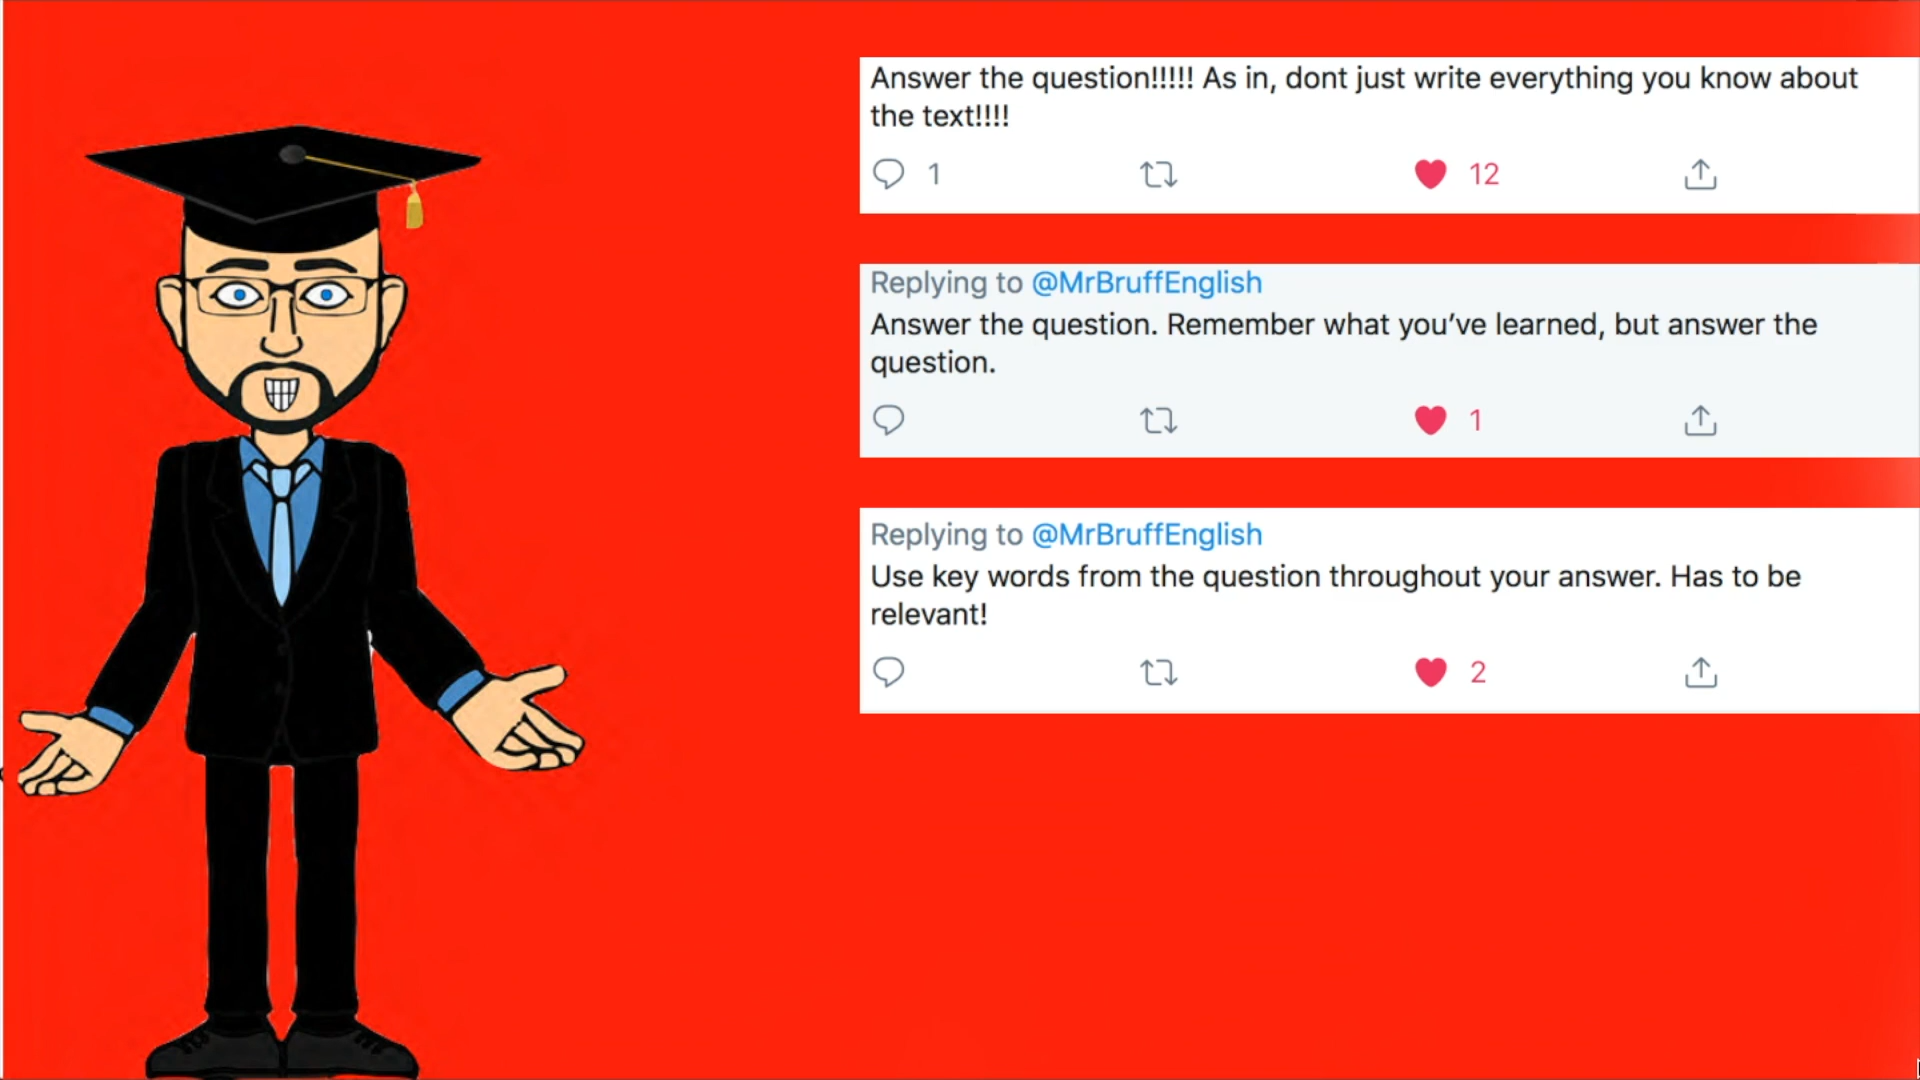 Answer the question!!!!! As in, dont just write everything you know about
the text!!!!
1
12
Replying to @MrBruffEnglish
Answer the question. Remember what you’ve learned, but answer the
question.
1
Replying to @MrBruffEnglish
Use key words from the question throughout your answer. Has to be
relevant!
2